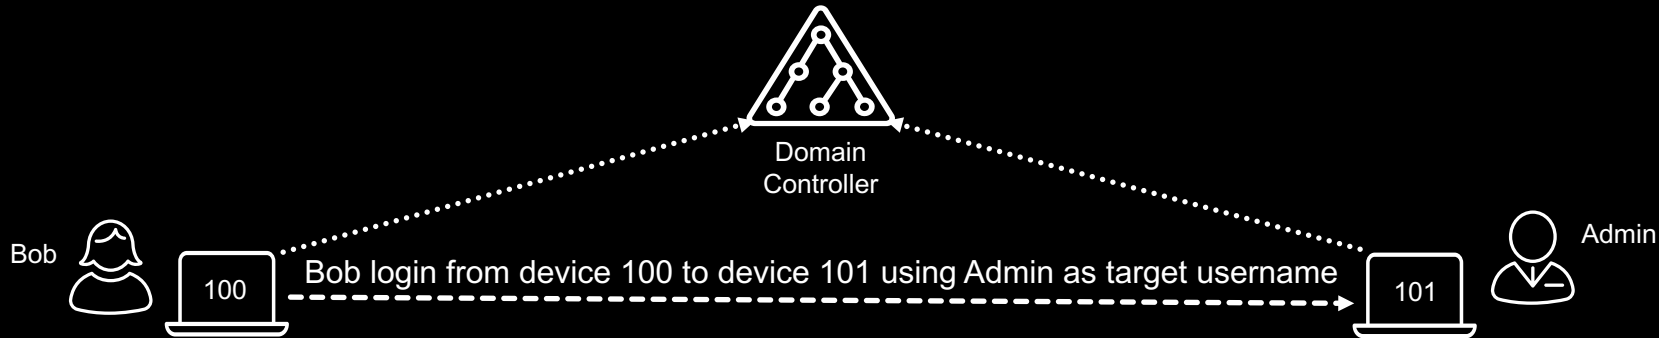 Domain
Controller
Bob
Admin
Bob login from device 100 to device 101 using Admin as target username
100
101